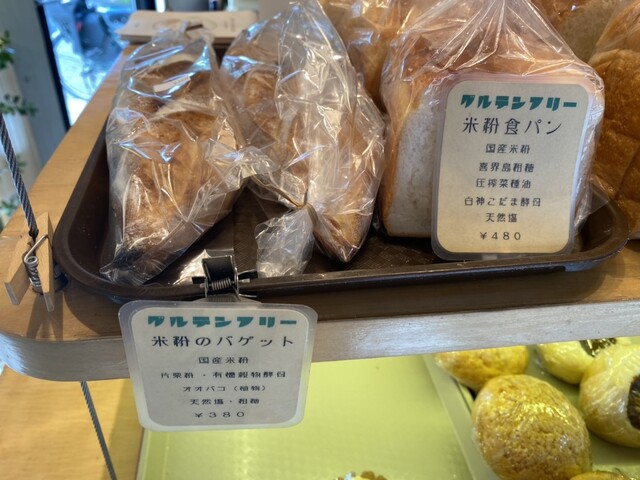 グルテンフリー
米粉食パン
国産米粉
喜界島粗糖
圧搾菜種油
白神こだま酵母
天然塩
¥480
グルテンフリー
米粉のバゲット
国産米粉
片栗粉・有機穀物酵母
オオバコ（植物）
天然塩・粗糖
¥380